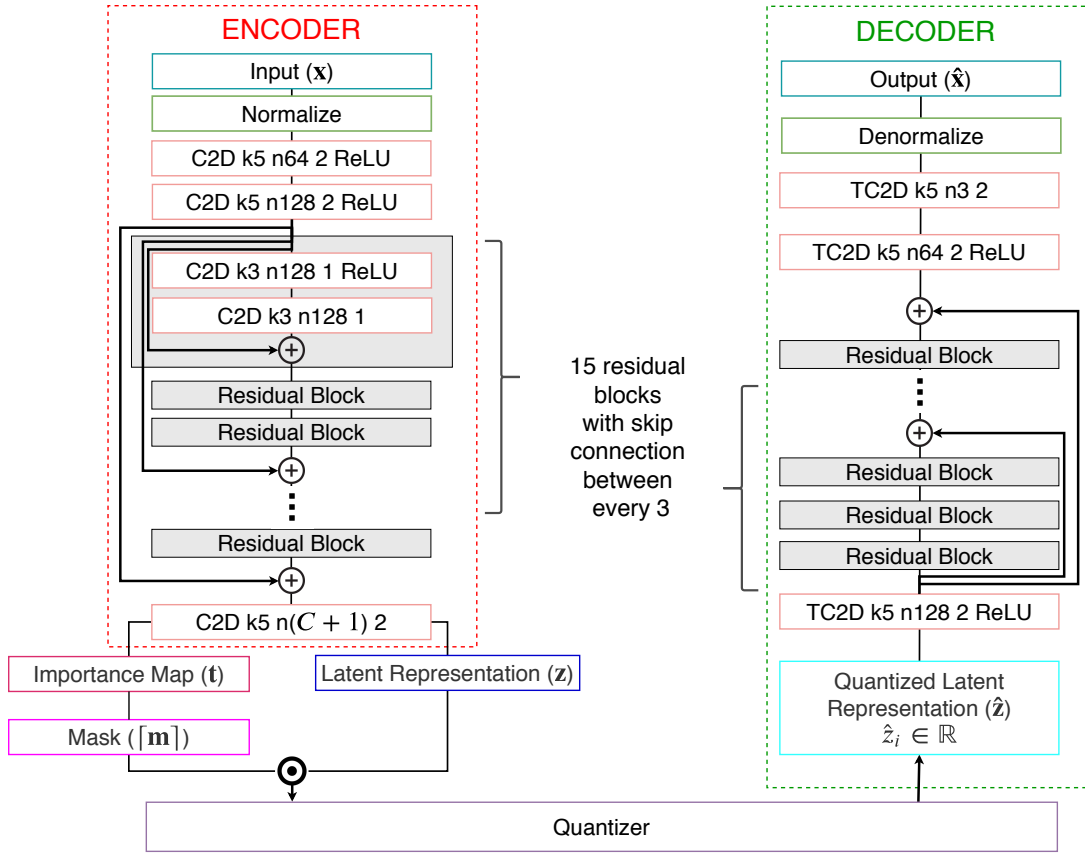 ENCODER
Input (x)
Normalize
C2D k5 n64 2 ReLU
C2D k5 n128 2 ReLU
C2D k3 n128 1 ReLU
C2D k3 n128 1
+
Residual Block
Residual Block
+
Residual Block
+
C2D k5 n(C + 1) 2
Importance Map (t)
Latent Representation (z)
Mask (⌈m⌉)
15 residual
blocks
with skip
connection
between
every 3
DECODER
Output (x̂)
Denormalize
TC2D k5 n3 2
TC2D k5 n64 2 ReLU
+
Residual Block
+
Residual Block
Residual Block
Residual Block
TC2D k5 n128 2 ReLU
Quantized Latent
Representation (ẑ)
ẑᵢ ∈ ℝ
Quantizer